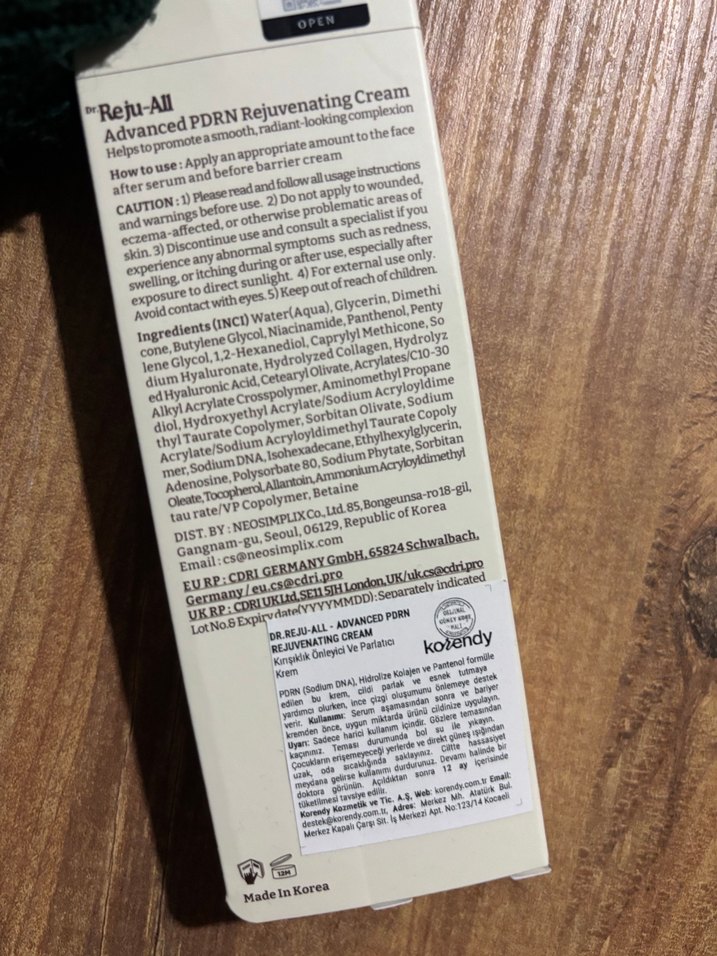 OPEN
Dr. Reju-All
Advanced PDRN Rejuvenating Cream
Helps to promote a smooth, radiant-looking complexion
How to use : Apply an appropriate amount to the face
after serum and before barrier cream
CAUTION : 1) Please read and follow all usage instructions
and warnings before use. 2) Do not apply to wounded,
eczema-affected, or otherwise problematic areas of
skin. 3) Discontinue use and consult a specialist if you
experience any abnormal symptoms such as redness,
swelling, or itching during or after use, especially after
exposure to direct sunlight. 4) For external use only.
Avoid contact with eyes. 5) Keep out of reach of children.
Ingredients (INCI) Water(Aqua), Glycerin, Dimethi
cone, Butylene Glycol, Niacinamide, Panthenol, Penty
lene Glycol, 1,2-Hexanediol, Caprylyl Methicone, So
dium Hyaluronate, Hydrolyzed Collagen, Hydrolyz
ed Hyaluronic Acid, Cetearyl Olivate, Acrylates/C10-30
Alkyl Acrylate Crosspolymer, Aminomethyl Propane
diol, Hydroxyethyl Acrylate/Sodium Acryloyldime
thyl Taurate Copolymer, Sorbitan Olivate, Sodium
Acrylate/Sodium Acryloyldimethyl Taurate Copoly
mer, Sodium DNA, Isohexadecane, Ethylhexylglycerin,
Adenosine, Polysorbate 80, Sodium Phytate, Sorbitan
Oleate, Tocopherol, Allantoin, Ammonium Acryloyldimethyl
tau rate/VP Copolymer, Betaine
DIST. BY : NEOSIMPLIX Co., Ltd. 85, Bongeunsa-ro 18-gil,
Gangnam-gu, Seoul, 06129, Republic of Korea
Email : cs@neosimplix.com
EU RP : CDRI GERMANY GmbH, 65824 Schwalbach,
Germany / eu.cs@cdri.pro
UK RP : CDRI UK Ltd, SE11 5JH London, UK/uk.cs@cdri.pro
Lot No.& Expiry date(YYYYMMDD): Separately indicated
DR.REJU-ALL - ADVANCED PDRN
REJUVENATING CREAM
Kırışıklık Önleyici Ve Parlatıcı
Krem
ORİJİNAL
GÜNEY KORE
MALI
korendy
PDRN (Sodium DNA), Hidrolize Kolajen ve Pantenol formüle
edilen bu krem, cildi parlak ve esnek tutmaya
yardımcı olurken, ince çizgi oluşumunu önlemeye destek
verir. Kullanımı: Serum aşamasından sonra ve bariyer
kremden önce, uygun miktarda ürünü cildinize uygulayın.
Uyarı: Sadece harici kullanım içindir. Gözlere temasından
kaçınınız. Teması durumunda bol su ile yıkayın.
Çocukların erişemeyeceği yerlerde ve direkt güneş ışığından
uzak, oda sıcaklığında saklayınız. Ciltte hassasiyet
meydana gelirse kullanımı durdurunuz. Devamı halinde bir
doktora görünün. Açıldıktan sonra 12 ay içerisinde
tüketilmesi tavsiye edilir.
Korendy Kozmetik ve Tic. A.Ş, Web: korendy.com.tr Email:
destek@korendy.com.tr, Adres: Merkez Mh. Atatürk Bul.
Merkez Kapalı Çarşı Sit. İş Merkezi Apt. No:123/14 Kocaeli
12M
Made In Korea